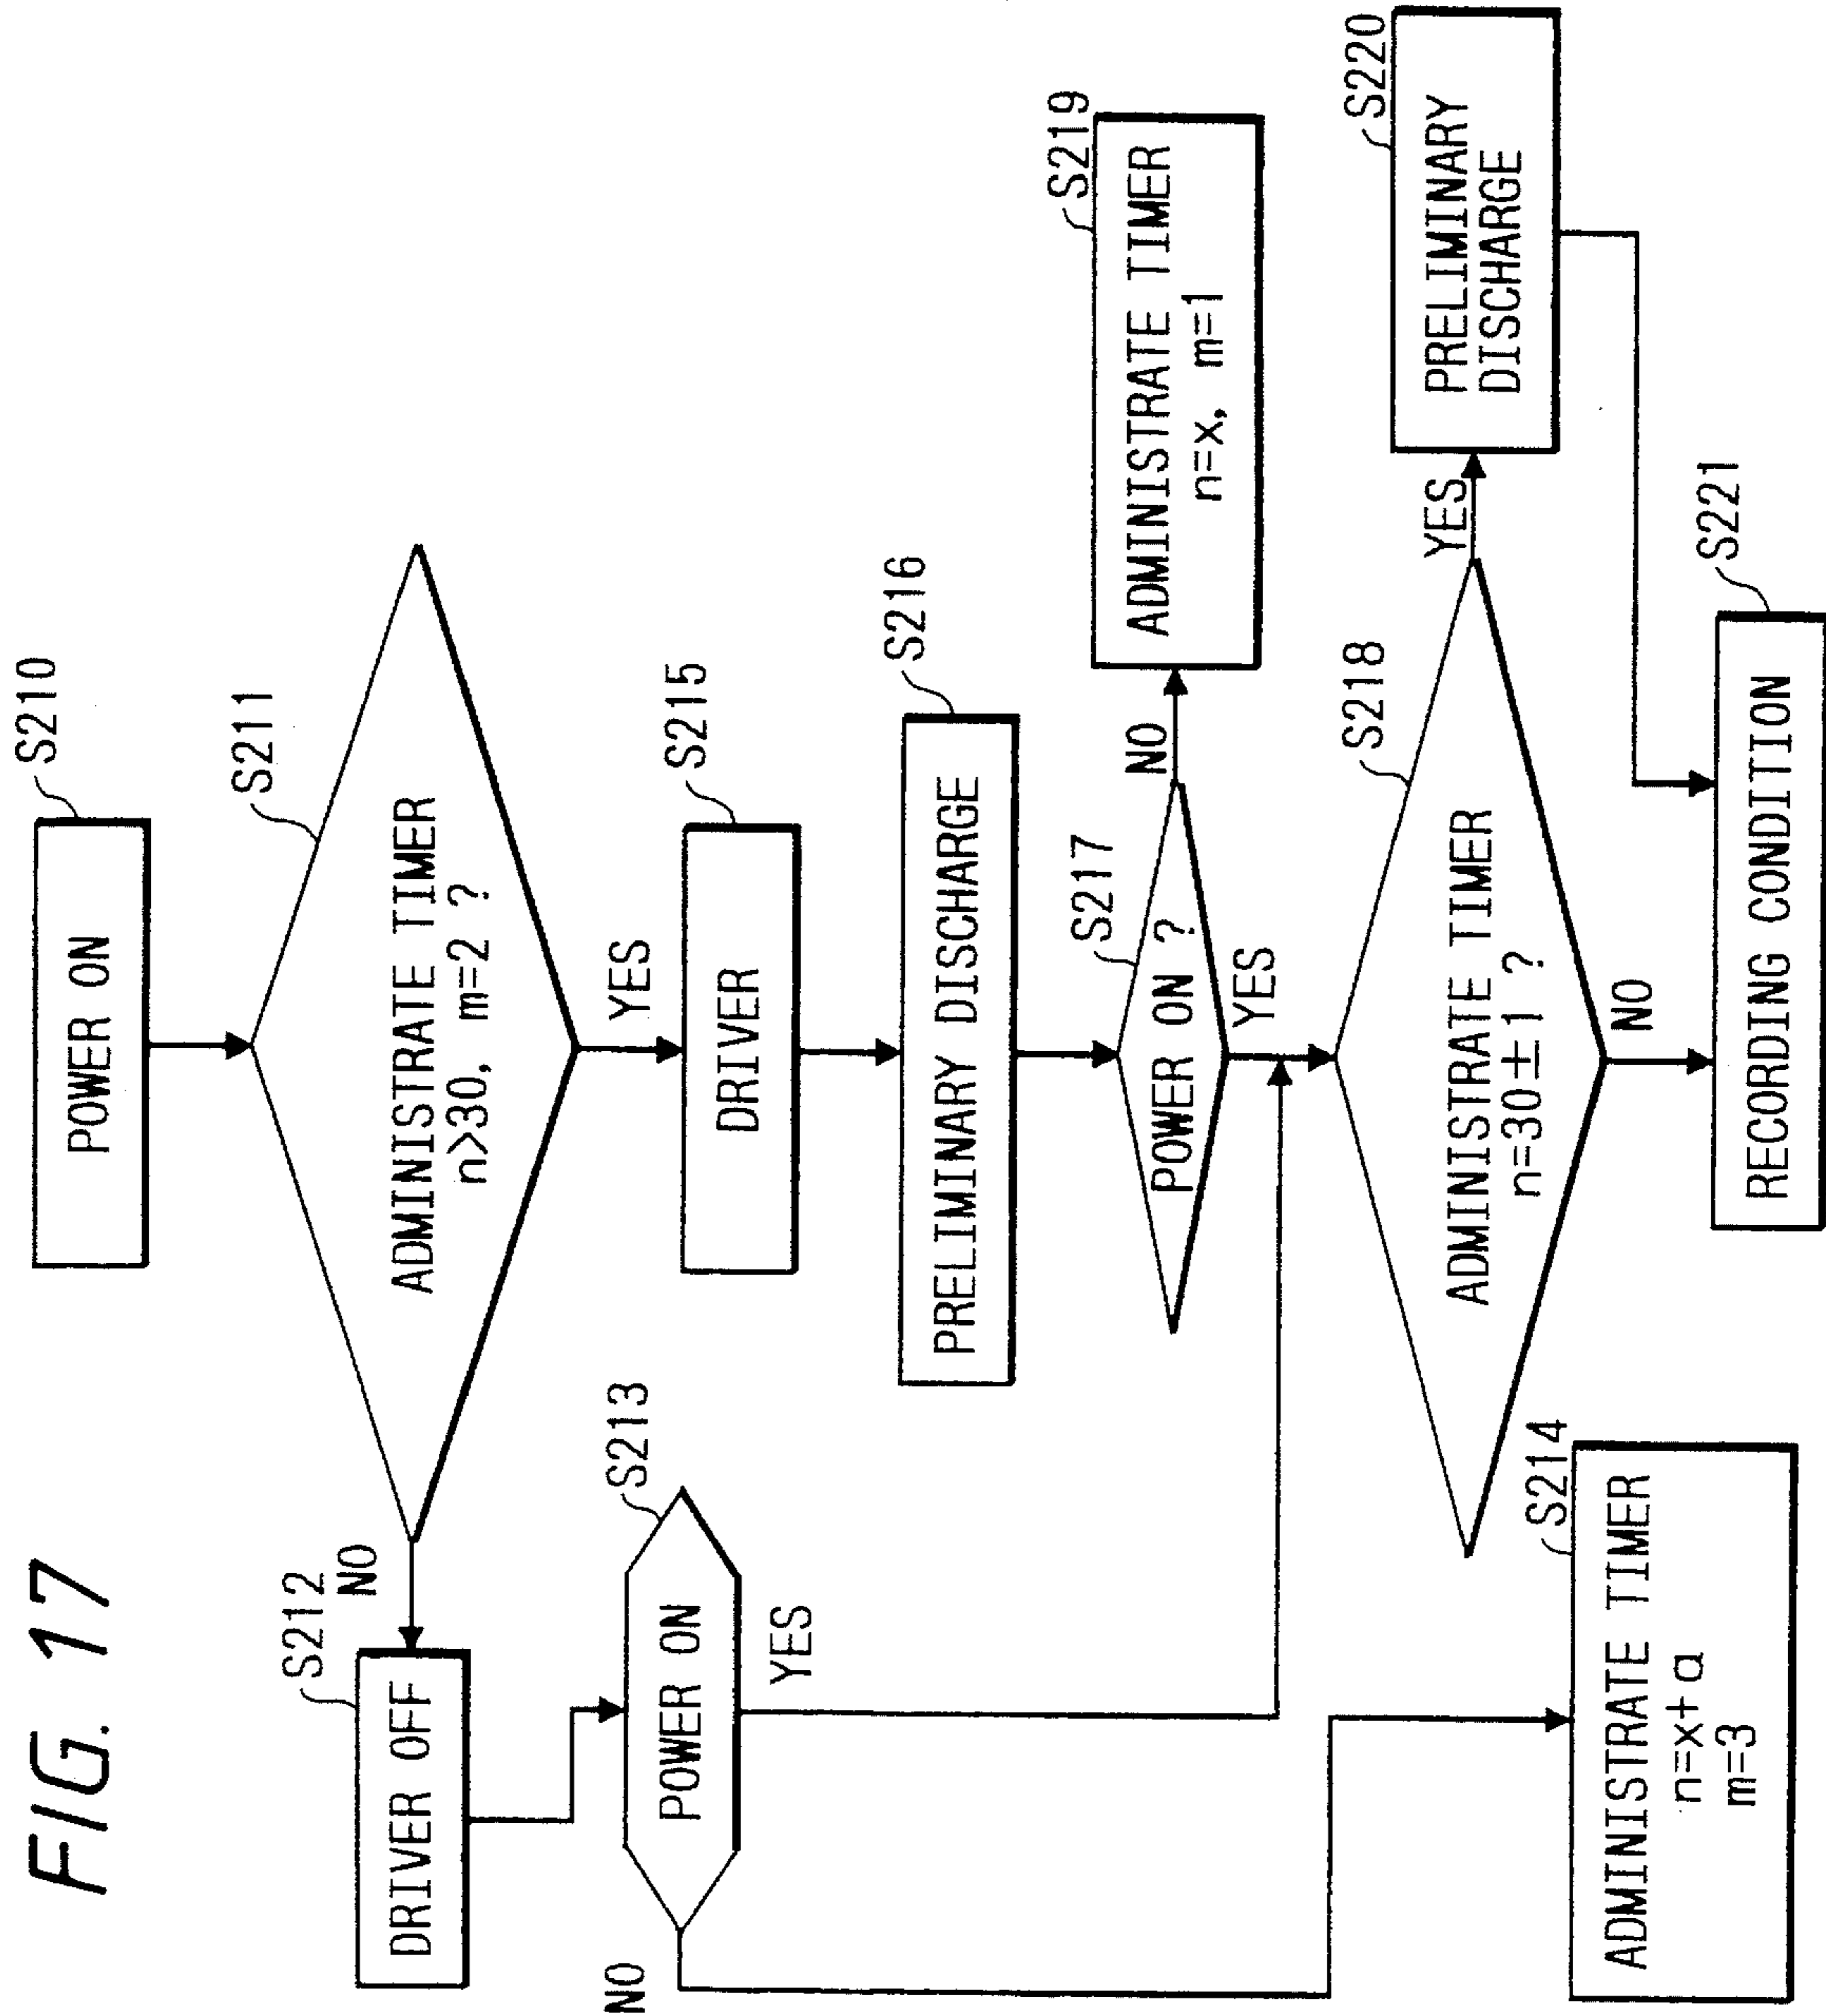 FIG. 17
S210
POWER ON
S211
ADMINISTRATE TIMER
n>30, m=2 ?
NO
YES
S212
DRIVER OFF
S213
POWER ON
NO
YES
S215
DRIVER
S216
PRELIMINARY DISCHARGE
S217
POWER ON ?
NO
YES
S219
ADMINISTRATE TIMER
n=x, m=1
S218
ADMINISTRATE TIMER
n=30±1 ?
YES
NO
S220
PRELIMINARY
DISCHARGE
S214
ADMINISTRATE TIMER
n=x+a
m=3
S221
RECORDING CONDITION